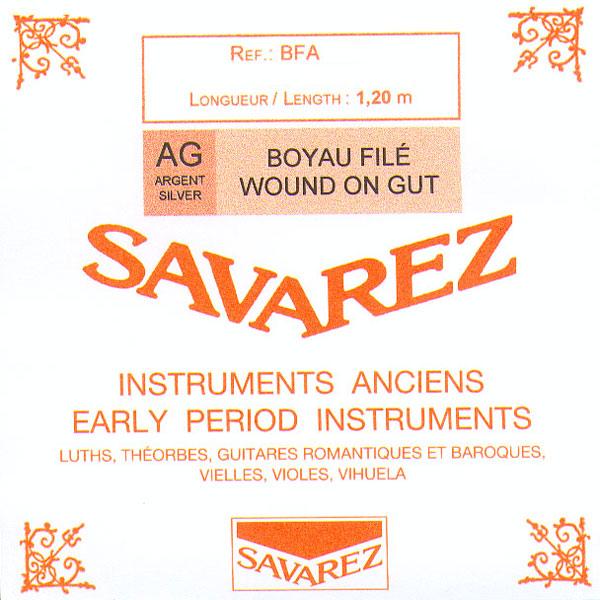 REF.: BFA
LONGUEUR / LENGTH : 1,20 m
AG
ARGENT
SILVER
BOYAU FILÉ
WOUND ON GUT
SAVAREZ
INSTRUMENTS ANCIENS
EARLY PERIOD INSTRUMENTS
LUTHS, THÉORBES, GUITARES ROMANTIQUES ET BAROQUES,
VIELLES, VIOLES, VIHUELA
SAVAREZ